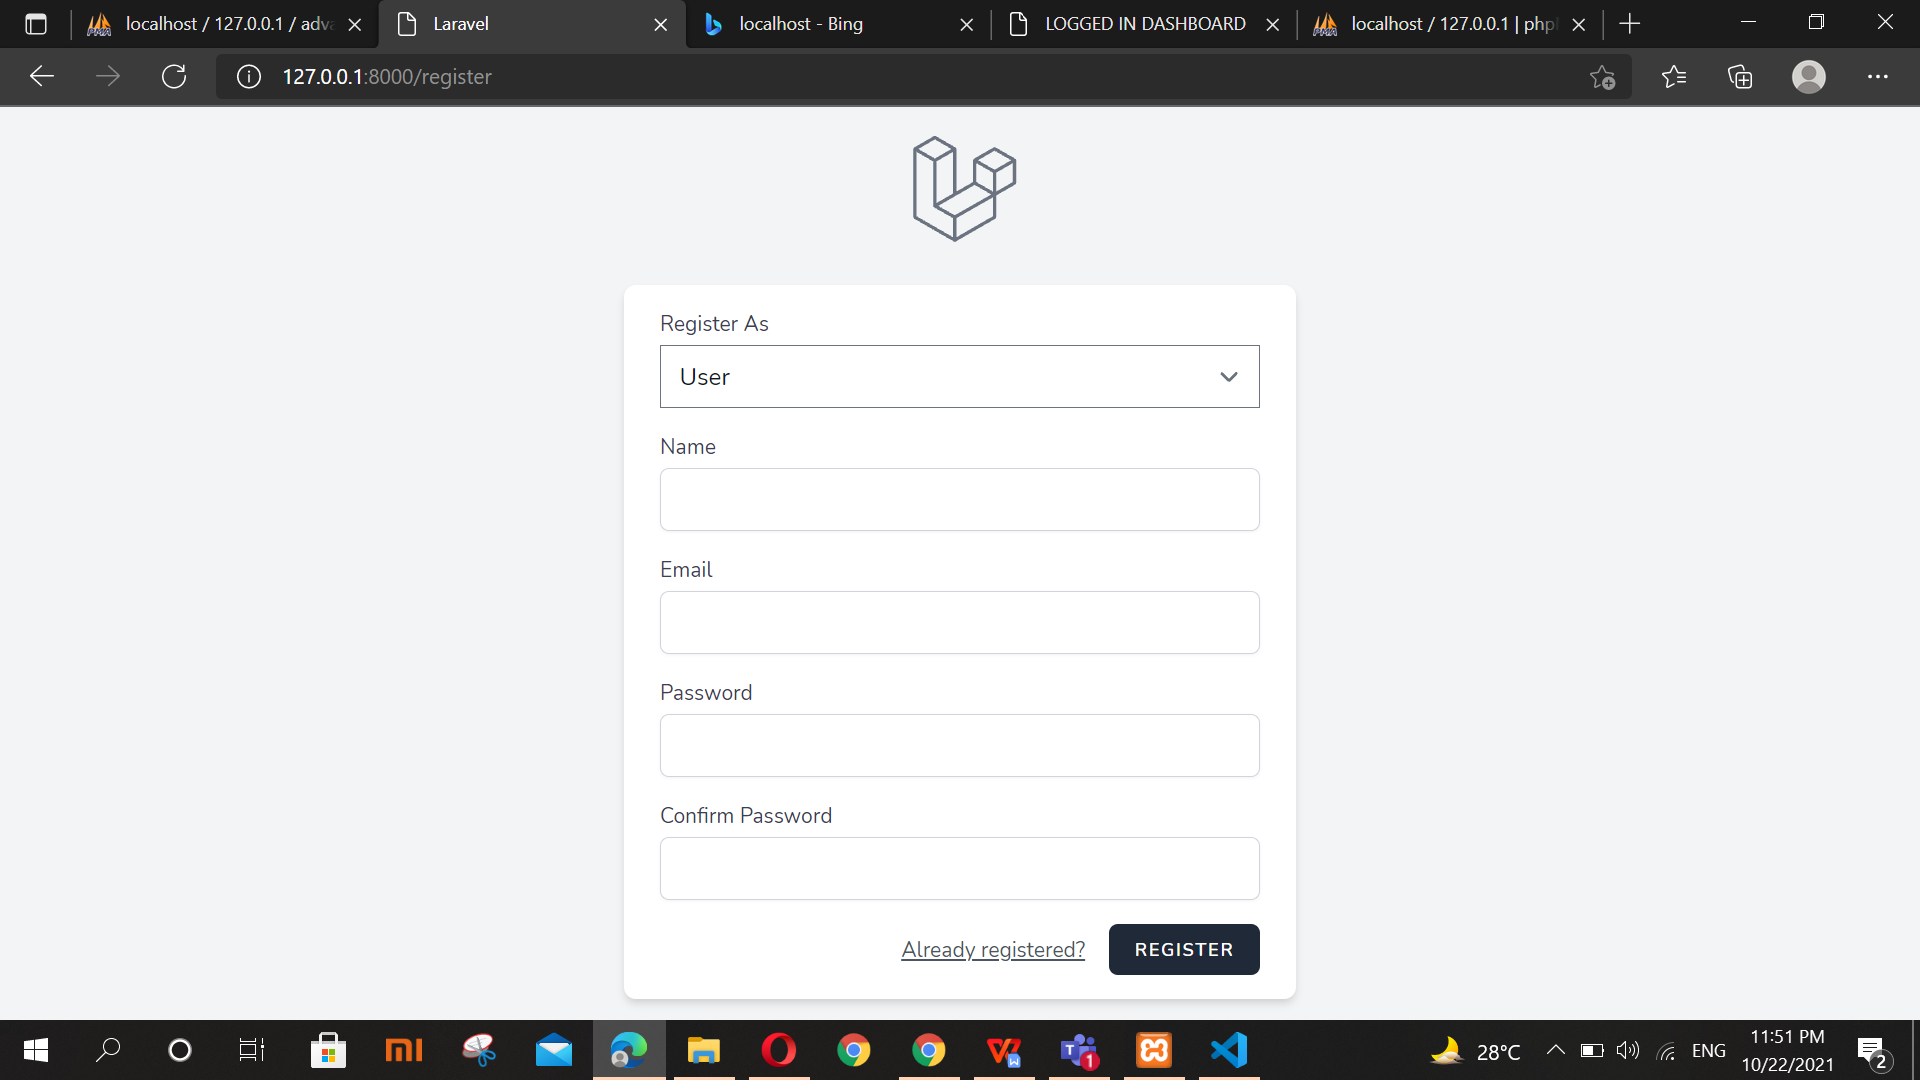 localhost / 127.0.0.1 / adva
Laravel
localhost - Bing
LOGGED IN DASHBOARD
localhost / 127.0.0.1 | php
127.0.0.1:8000/register
Register As
User
Name
Email
Password
Confirm Password
Already registered?
REGISTER
28°C
ENG
11:51 PM
10/22/2021
2
1